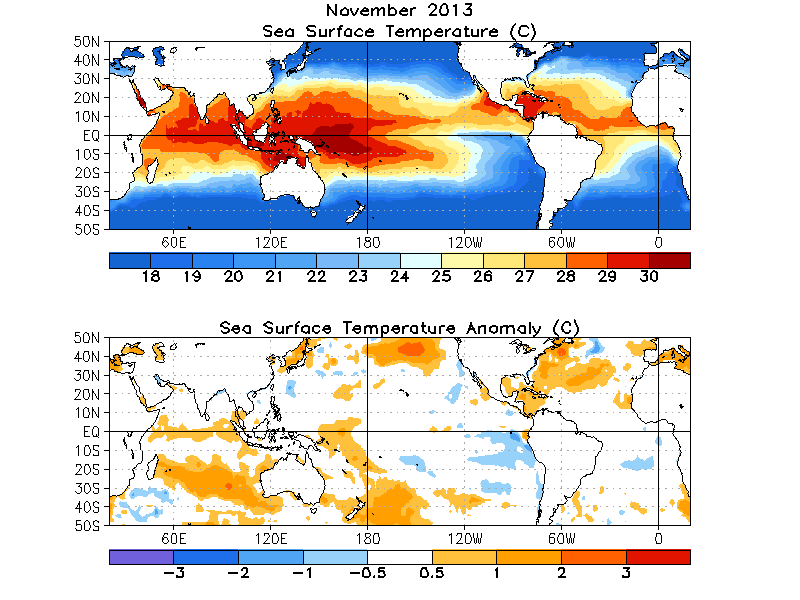 November 2013
Sea Surface Temperature (C)
50N
40N
30N
20N
10N
EQ
10S
20S
30S
40S
50S
60E 120E 180 120W 60W 0
18 19 20 21 22 23 24 25 26 27 28 29 30
Sea Surface Temperature Anomaly (C)
50N
40N
30N
20N
10N
EQ
10S
20S
30S
40S
50S
60E 120E 180 120W 60W 0
-3 -2 -1 -0.5 0.5 1 2 3